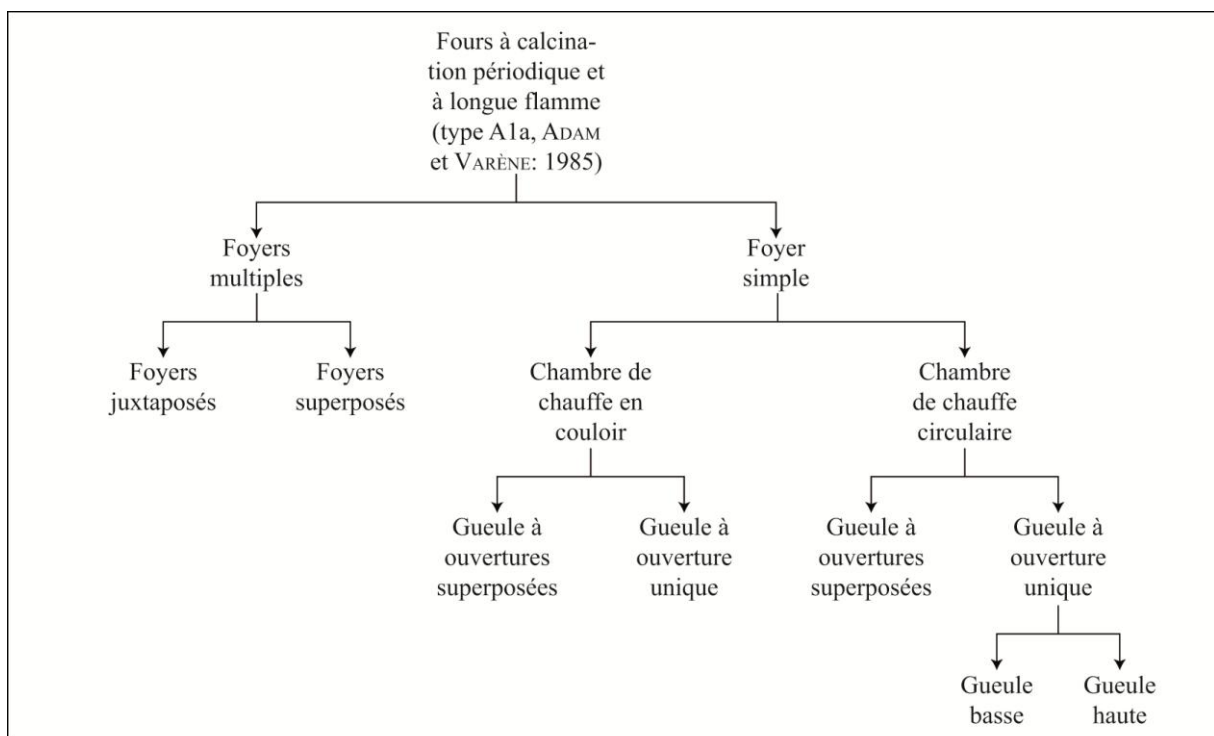 Fours à calcina-
tion périodique et
à longue flamme
(type A1a, ADAM
et VARÈNE: 1985)
Foyers
multiples
Foyer
simple
Foyers
juxtaposés
Foyers
superposés
Chambre de
chauffe en
couloir
Chambre
de chauffe
circulaire
Gueule à
ouvertures
superposées
Gueule à
ouverture
unique
Gueule à
ouvertures
superposées
Gueule à
ouverture
unique
Gueule
basse
Gueule
haute